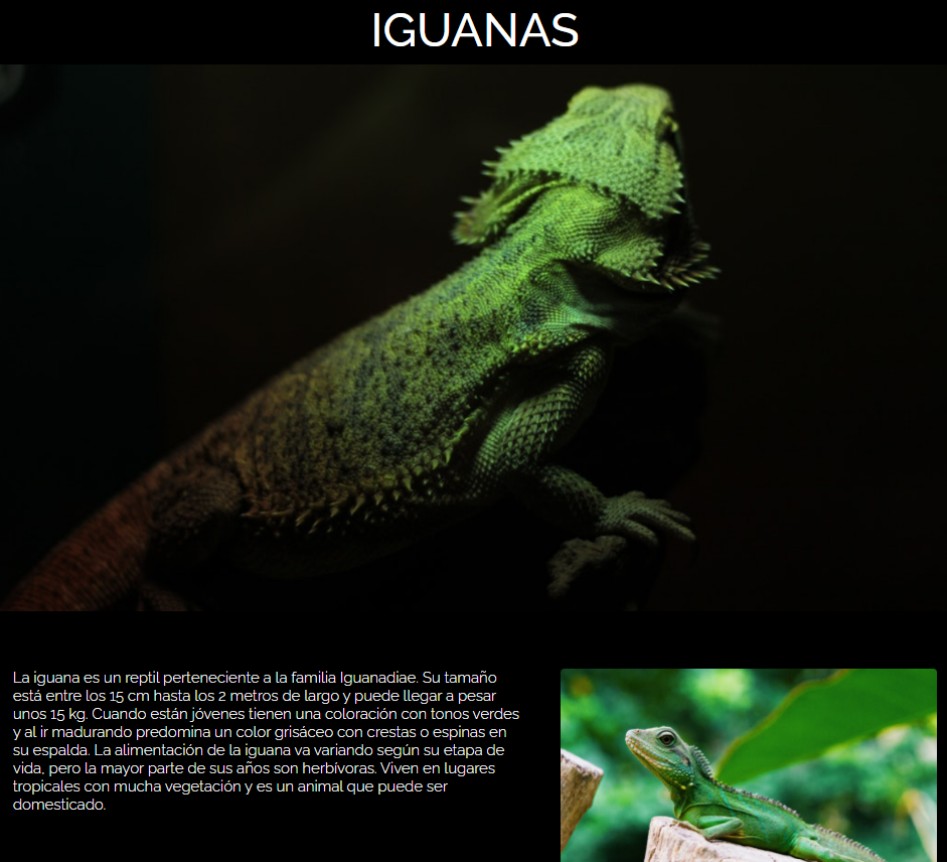 IGUANAS
La iguana es un reptil perteneciente a la familia Iguanadiae. Su tamaño
está entre los 15 cm hasta los 2 metros de largo y puede llegar a pesar
unos 15 kg. Cuando están jóvenes tienen una coloración con tonos verdes
y al ir madurando predomina un color grisáceo con crestas o espinas en
su espalda. La alimentación de la iguana va variando según su etapa de
vida, pero la mayor parte de sus años son herbívoras. Viven en lugares
tropicales con mucha vegetación y es un animal que puede ser
domesticado.